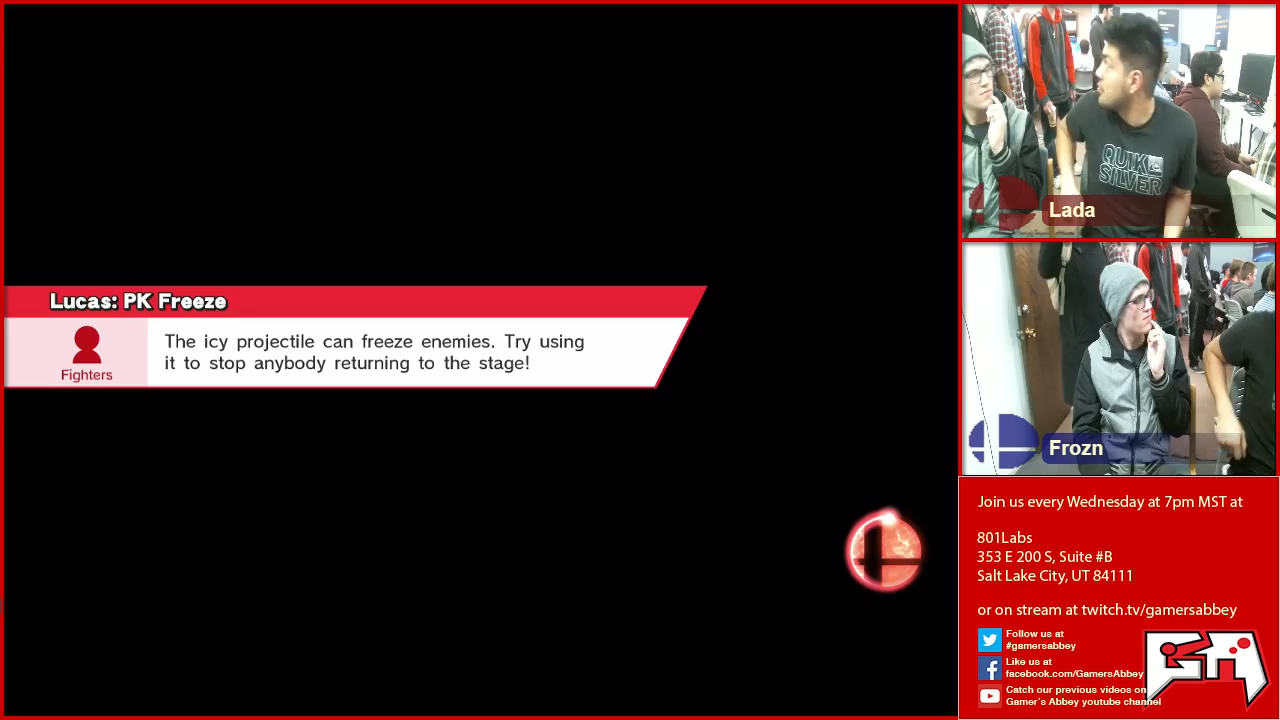 Lucas: PK Freeze
Fighters
The icy projectile can freeze enemies. Try using
it to stop anybody returning to the stage!
QUIK
SILVER
Lada
Frozn
Join us every Wednesday at 7pm MST at
801Labs
353 E 200 S, Suite #B
Salt Lake City, UT 84111
or on stream at twitch.tv/gamersabbey
Follow us at
#gamersabbey
Like us at
facebook.com/GamersAbbey
Catch our previous videos on
Gamer's Abbey youtube channel